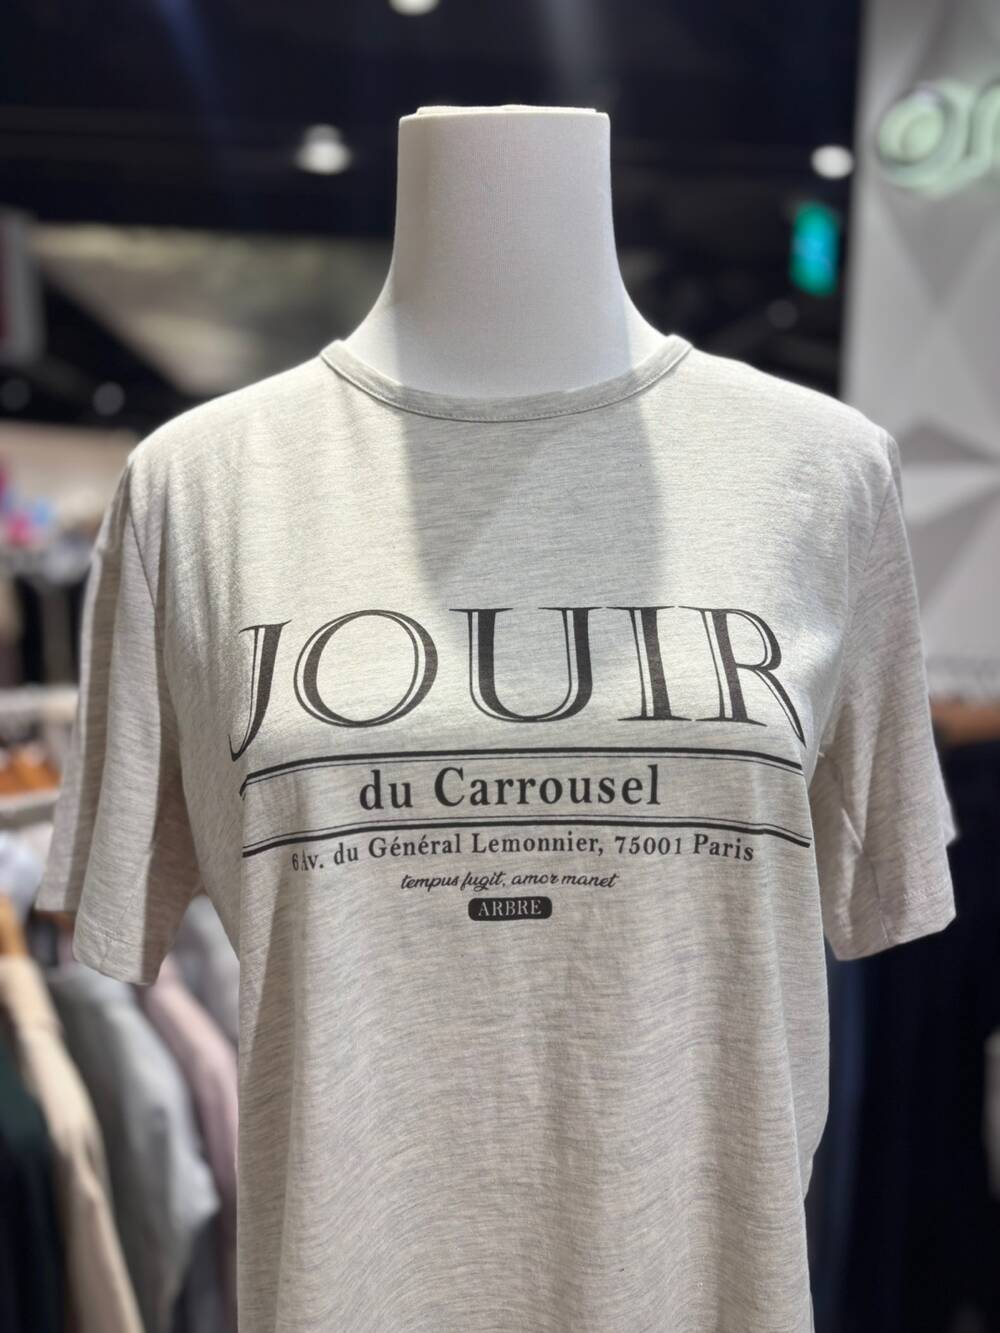 JOUIR
du Carrousel
6 Av. du Général Lemonnier, 75001 Paris
tempus fugit, amor manet
ARBRE